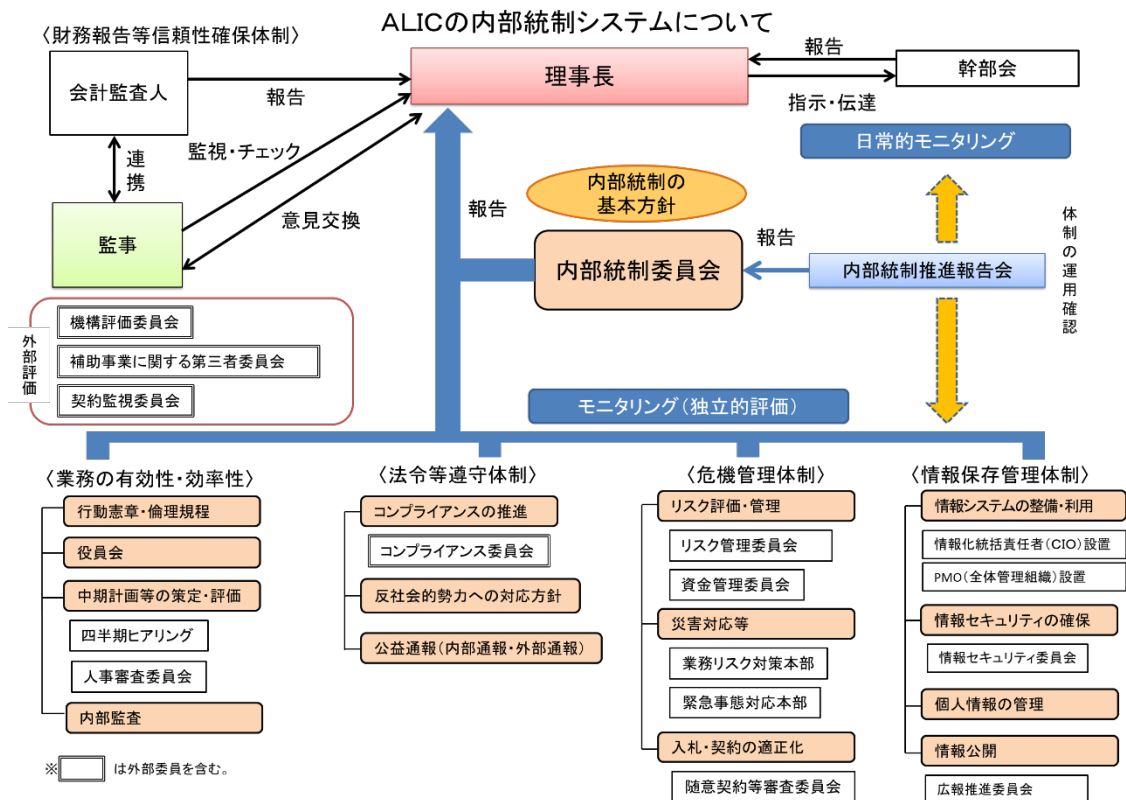 ALICの内部統制システムについて
〈財務報告等信頼性確保体制〉
会計監査人
報告
理事長
報告
幹部会
指示・伝達
連携
監視・チェック
意見交換
監事
日常的モニタリング
内部統制の
基本方針
報告
内部統制委員会
報告
内部統制推進報告会
体制の運用確認
外部評価
機構評価委員会
補助事業に関する第三者委員会
契約監視委員会
モニタリング(独立的評価)
〈業務の有効性・効率性〉
行動憲章・倫理規程
役員会
中期計画等の策定・評価
四半期ヒアリング
人事審査委員会
内部監査
〈法令等遵守体制〉
コンプライアンスの推進
コンプライアンス委員会
反社会的勢力への対応方針
公益通報(内部通報・外部通報)
〈危機管理体制〉
リスク評価・管理
リスク管理委員会
資金管理委員会
災害対応等
業務リスク対策本部
緊急事態対応本部
入札・契約の適正化
随意契約等審査委員会
〈情報保存管理体制〉
情報システムの整備・利用
情報化統括責任者(CIO)設置
PMO(全体管理組織)設置
情報セキュリティの確保
情報セキュリティ委員会
個人情報の管理
情報公開
広報推進委員会
※ は外部委員を含む。